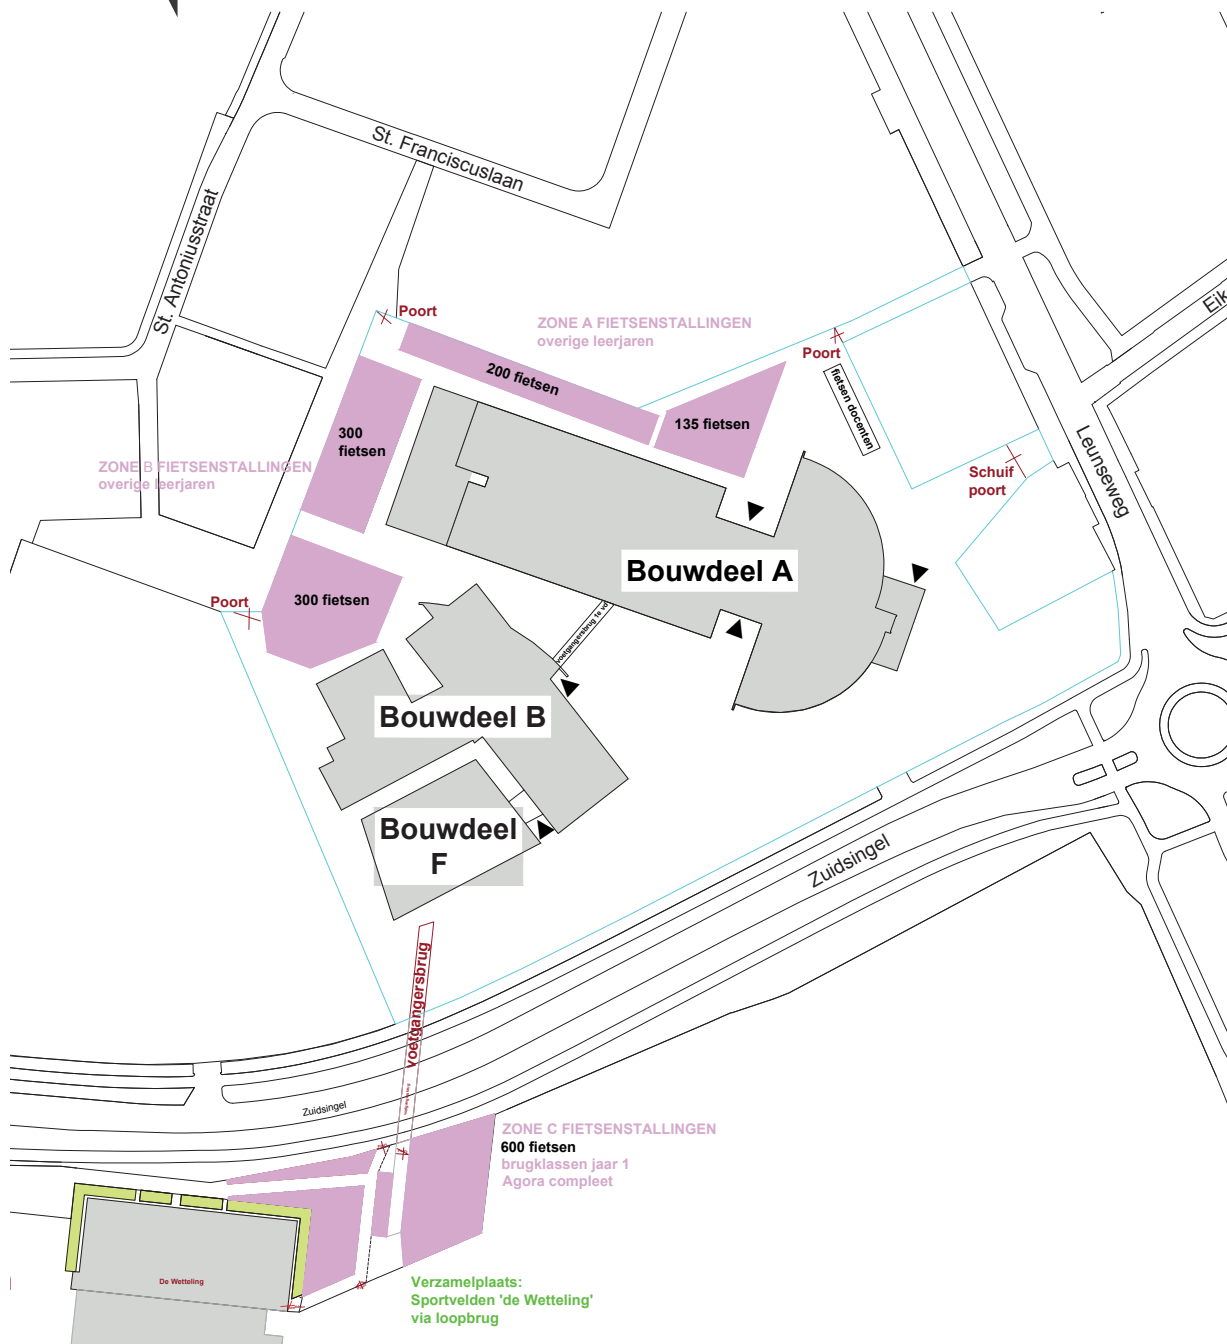 St. Franciscuslaan
St. Antoniusstraat
Poort
ZONE A FIETSENSTALLINGEN
overige leerjaren
Poort
Eik
200 fietsen
135 fietsen
fietsen docenten
300
fietsen
ZONE B FIETSENSTALLINGEN
overige leerjaren
Schuif
poort
Leunseweg
Bouwdeel A
Poort
300 fietsen
voetgangersbrug 1e
Bouwdeel B
Bouwdeel
F
Zuidsingel
voetgangersbrug
Zuidsingel
ZONE C FIETSENSTALLINGEN
600 fietsen
brugklassen jaar 1
Agora compleet
De Wetteling
Verzamelplaats:
Sportvelden 'de Wetteling'
via loopbrug